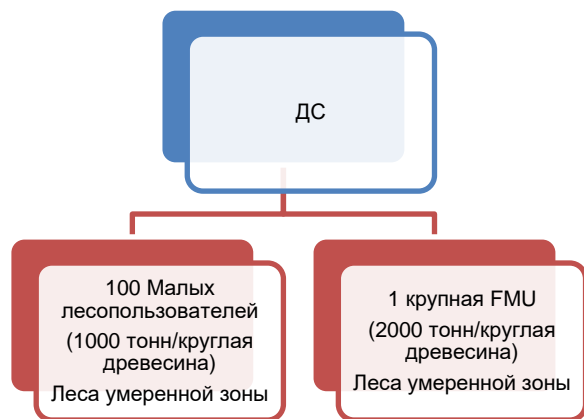 ДС
100 Малых
лесопользователей
(1000 тонн/круглая
древесина)
Леса умеренной зоны
1 крупная FMU
(2000 тонн/круглая
древесина)
Леса умеренной зоны